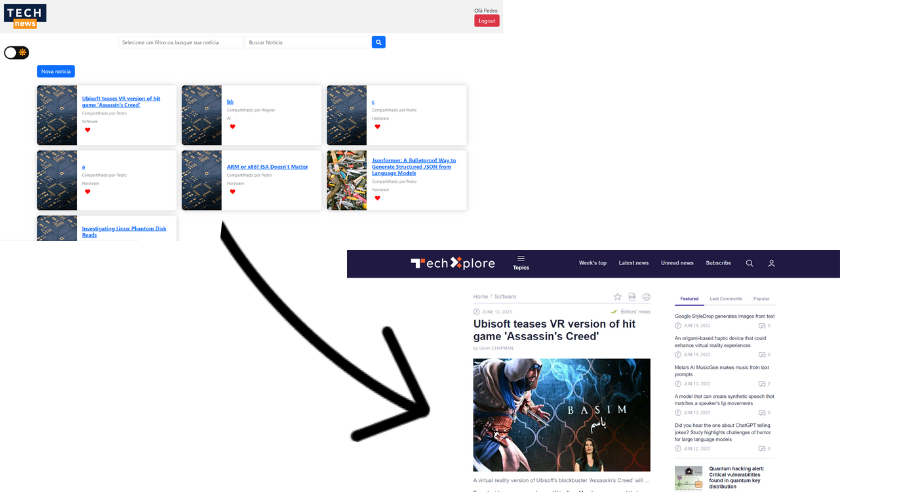 TECH
news
Olá Pedro
Logout
Selecione um filtro ou busque sua notícia
Buscar Notícia
Nova notícia
Ubisoft teases VR version of hit
game 'Assassin's Creed'
Compartilhado por Pedro
Software
bb
Compartilhado por Wagner
AI
c
Compartilhado por Pedro
Hardware
a
Compartilhado por Pedro
Hardware
ARM or x86? ISA Doesn't Matter
Compartilhado por Pedro
Hardware
Jsonformer: A Bulletproof Way to
Generate Structured JSON from
Language Models
Compartilhado por Pedro
Hardware
Investigating Linux Phantom Disk
Reads
TechXplore
Topics
Week's top
Latest news
Unread news
Subscribe
Home / Software
JUNE 13, 2023
Editors' notes
Ubisoft teases VR version of hit
game 'Assassin's Creed'
by Glenn CHAPMAN
BASIM
باسم
A virtual reality version of Ubisoft's blockbuster 'Assassin's Creed' will ...
Featured
Last Comments
Popular
Google StyleDrop generates images from text
JUN 13, 2023
0
An origami-based haptic device that could
enhance virtual reality experiences
JUN 13, 2023
0
Meta's AI MusicGen makes music from text
prompts
JUN 13, 2023
A model that can create synthetic speech that
matches a speaker's lip movements
JUN 13, 2023
0
Did you hear the one about ChatGPT telling
jokes? Study highlights challenges of humor
for large language models
JUN 12, 2023
0
Quantum hacking alert:
Critical vulnerabilities
found in quantum key
distribution